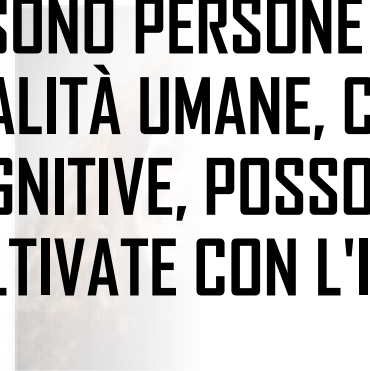 SONO PERSONE
ALITÀ UMANE, C
GNITIVE, POSSO
LTIVATE CON L'I